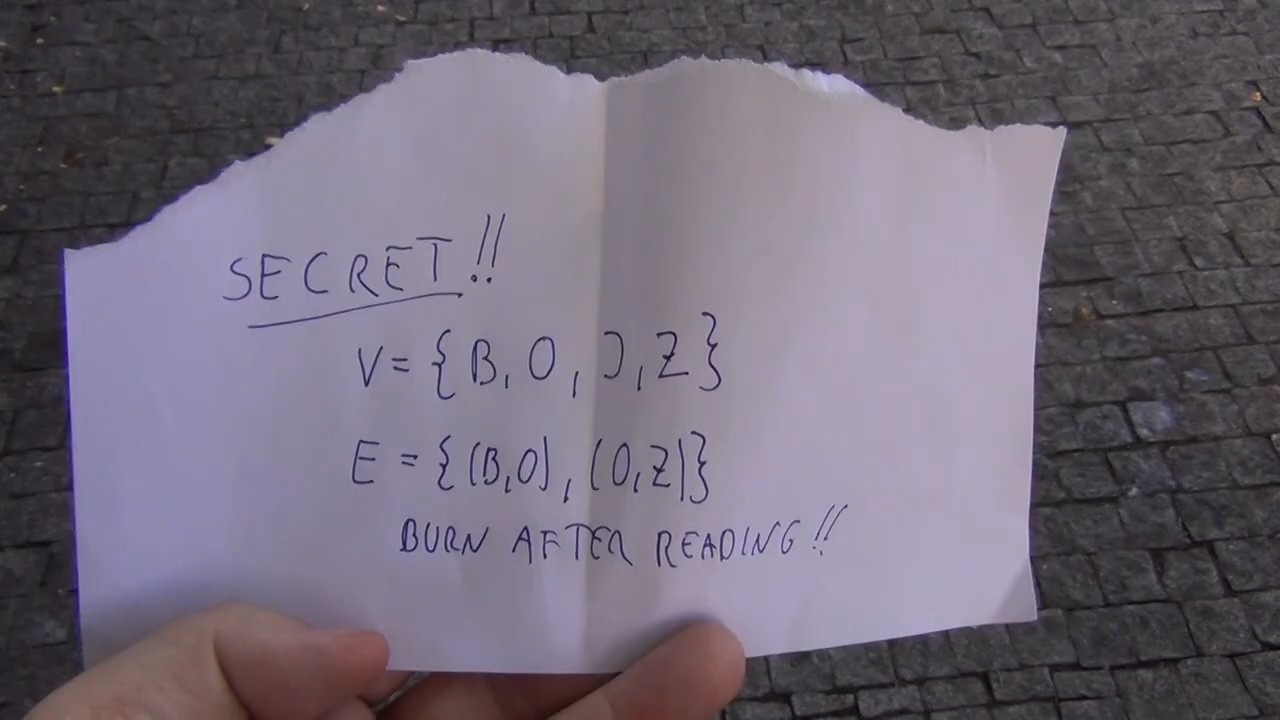 SECRET!!
V = {B, O, J, Z}
E = {(B,O), (O,Z)}
BURN AFTER READING!!